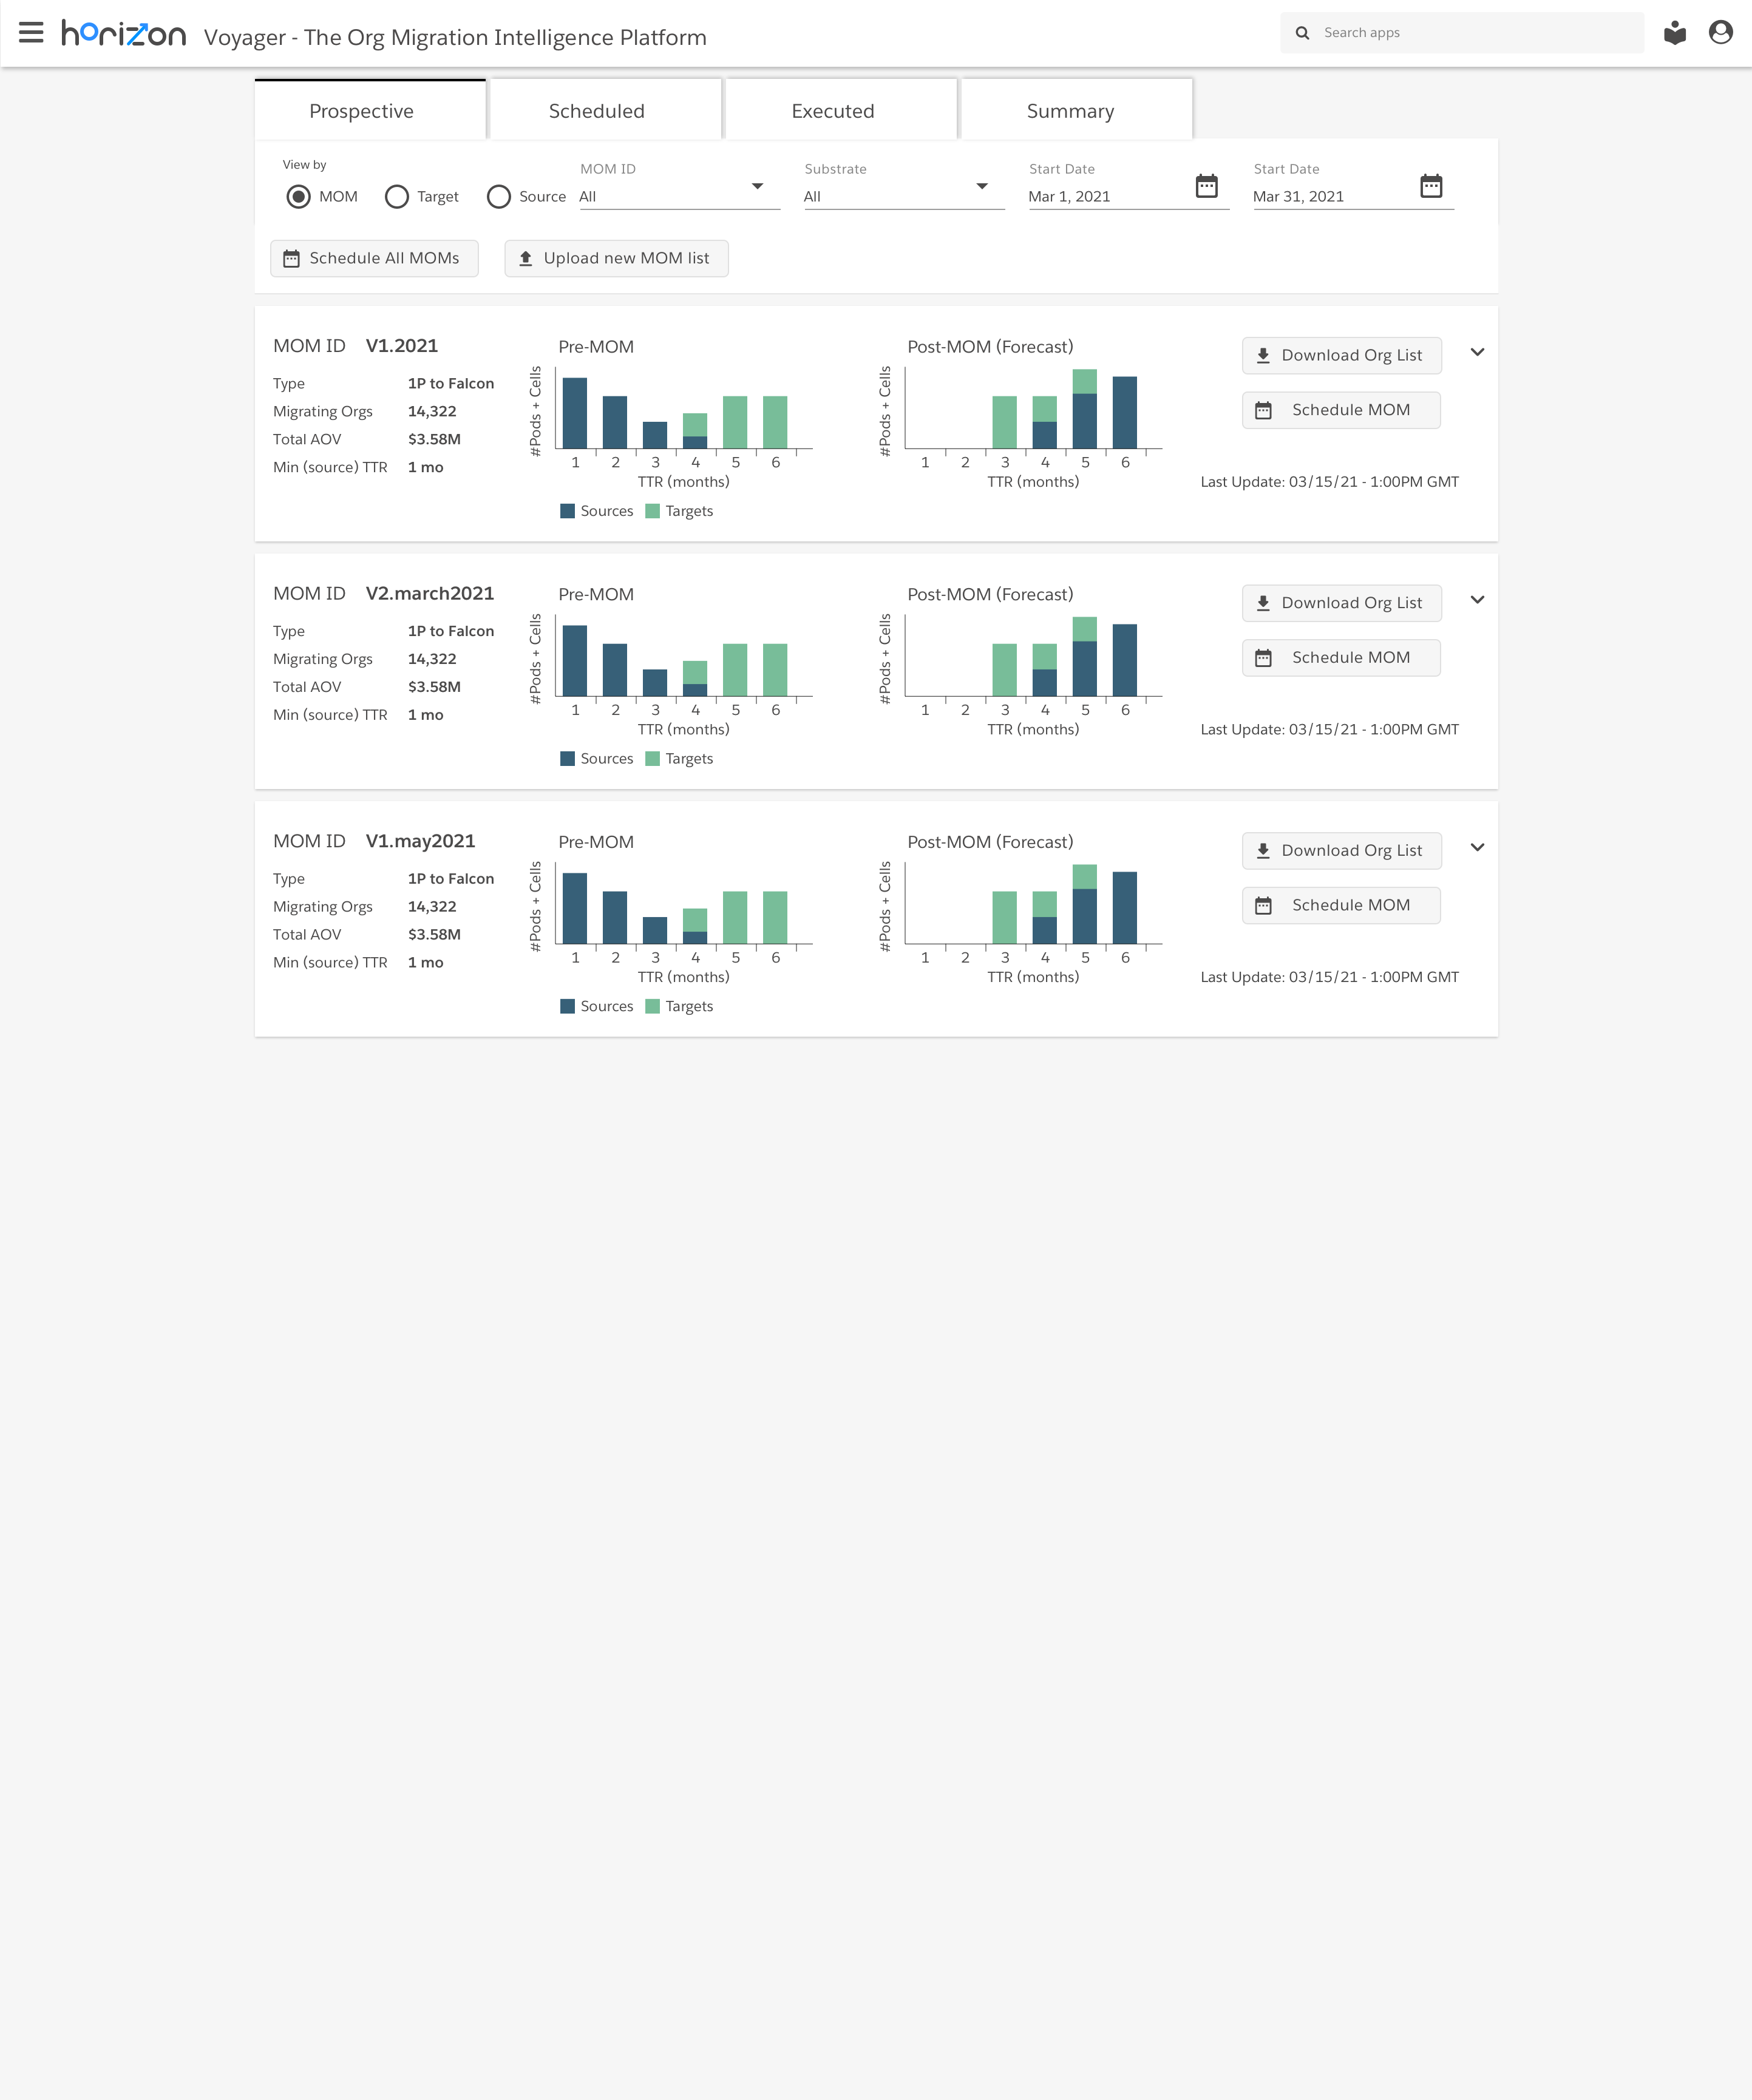 horizon Voyager - The Org Migration Intelligence Platform
Search apps
Prospective
Scheduled
Executed
Summary
View by
MOM
Target
Source
MOM ID
All
Substrate
All
Start Date
Mar 1, 2021
Start Date
Mar 31, 2021
Schedule All MOMs
Upload new MOM list
MOM ID V1.2021
Type 1P to Falcon
Migrating Orgs 14,322
Total AOV $3.58M
Min (source) TTR 1 mo
Pre-MOM
#Pods + Cells
1 2 3 4 5 6
TTR (months)
Sources Targets
Post-MOM (Forecast)
#Pods + Cells
1 2 3 4 5 6
TTR (months)
Download Org List
Schedule MOM
Last Update: 03/15/21 - 1:00PM GMT
MOM ID V2.march2021
Type 1P to Falcon
Migrating Orgs 14,322
Total AOV $3.58M
Min (source) TTR 1 mo
Pre-MOM
#Pods + Cells
1 2 3 4 5 6
TTR (months)
Sources Targets
Post-MOM (Forecast)
#Pods + Cells
1 2 3 4 5 6
TTR (months)
Download Org List
Schedule MOM
Last Update: 03/15/21 - 1:00PM GMT
MOM ID V1.may2021
Type 1P to Falcon
Migrating Orgs 14,322
Total AOV $3.58M
Min (source) TTR 1 mo
Pre-MOM
#Pods + Cells
1 2 3 4 5 6
TTR (months)
Sources Targets
Post-MOM (Forecast)
#Pods + Cells
1 2 3 4 5 6
TTR (months)
Download Org List
Schedule MOM
Last Update: 03/15/21 - 1:00PM GMT